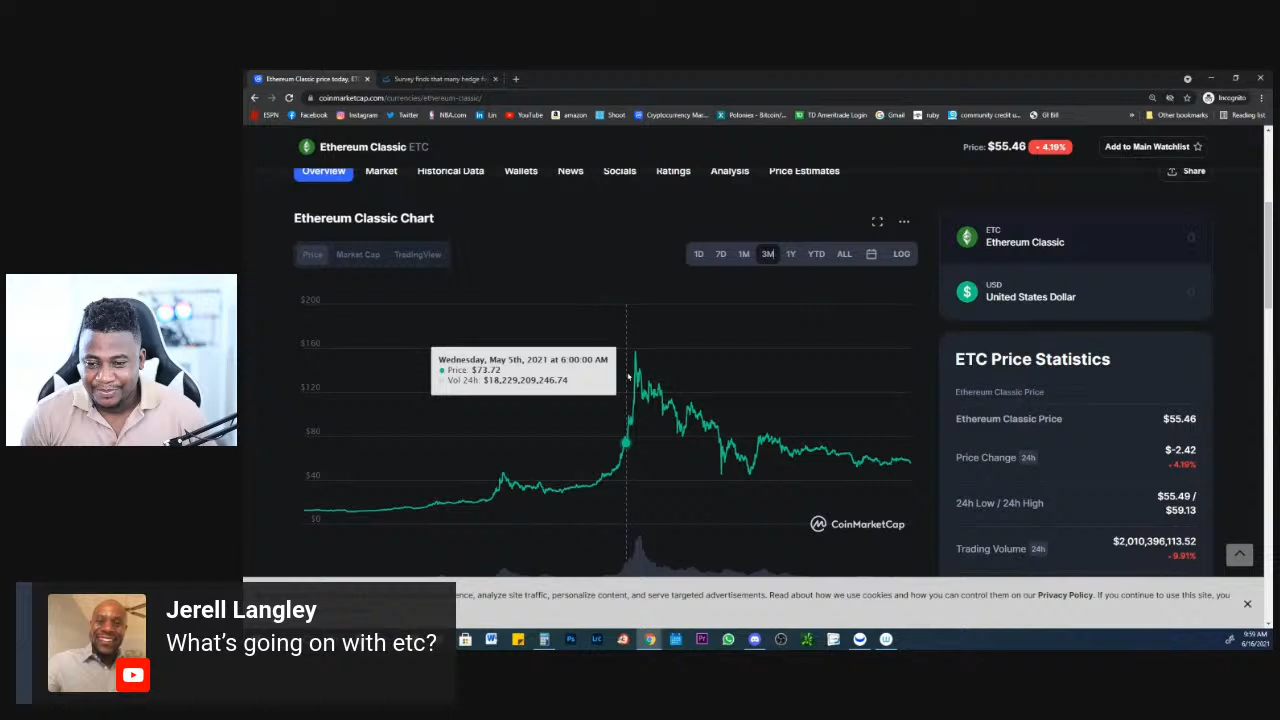 Ethereum Classic price today, ET
Survey finds that many hedge fo
coinmarketcap.com/currencies/ethereum-classic/
Incognito
ESPN Facebook Instagram Twitter NBA.com Lin YouTube amazon Shoot Cryptocurrency Mar... Poloniex - Bitcoin/... TD Ameritrade Login Gmail ruby community credit u... GI Bill » Other bookmarks Reading list
Ethereum Classic ETC
Price: $55.46 4.19%
Add to Main Watchlist
Overview Market Historical Data Wallets News Socials Ratings Analysis Price Estimates
Share
Ethereum Classic Chart
Price Market Cap TradingView
1D 7D 1M 3M 1Y YTD ALL LOG
$200
$160
$120
$80
$40
$0
Wednesday, May 5th, 2021 at 6:00:00 AM
Price: $73.72
Vol 24h: $18,229,209,246.74
CoinMarketCap
ETC
Ethereum Classic
USD
United States Dollar
ETC Price Statistics
Ethereum Classic Price
Ethereum Classic Price $55.46
Price Change 24h $-2.42
4.19%
24h Low / 24h High $55.49 /
$59.13
Trading Volume 24h $2,010,396,113.52
9.91%
ence, analyze site traffic, personalize content, and serve targeted advertisements. Read about how we use cookies and how you can control them on our Privacy Policy. If you continue to use this site, you
Jerell Langley
What's going on with etc?
9:59 AM
6/16/2021